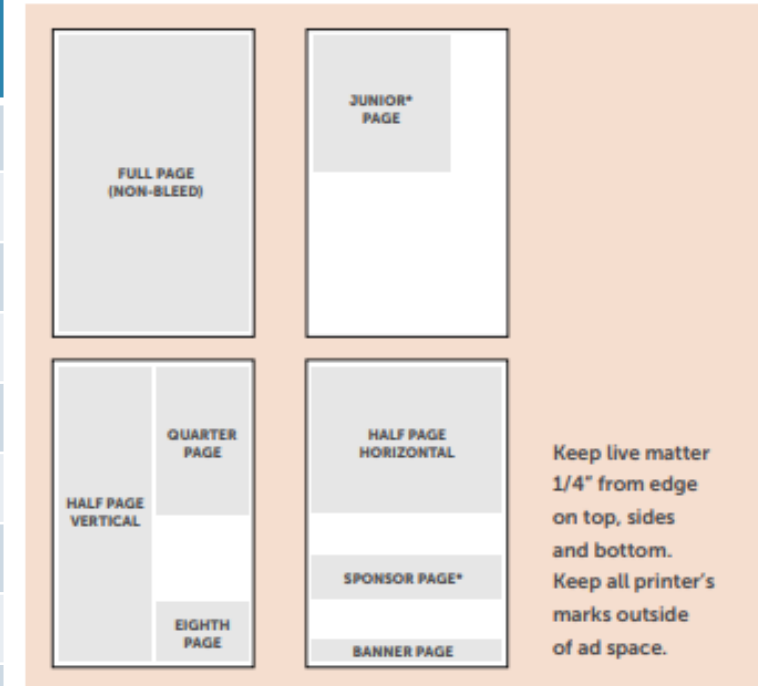 FULL PAGE
(NON-BLEED)
JUNIOR*
PAGE
HALF PAGE
VERTICAL
QUARTER
PAGE
EIGHTH
PAGE
HALF PAGE
HORIZONTAL
SPONSOR PAGE*
BANNER PAGE
Keep live matter
1/4" from edge
on top, sides
and bottom.
Keep all printer’s
marks outside
of ad space.